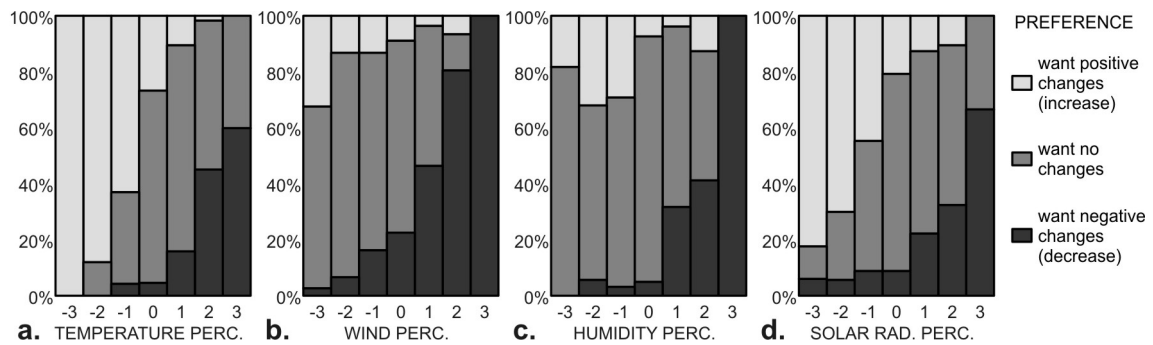 100%
80%
60%
40%
20%
0%
-3 -2 -1 0 1 2 3
a. TEMPERATURE PERC.
100%
80%
60%
40%
20%
0%
-3 -2 -1 0 1 2 3
b. WIND PERC.
100%
80%
60%
40%
20%
0%
-3 -2 -1 0 1 2 3
c. HUMIDITY PERC.
100%
80%
60%
40%
20%
0%
-3 -2 -1 0 1 2 3
d. SOLAR RAD. PERC.
PREFERENCE
want positive
changes
(increase)
want no
changes
want negative
changes
(decrease)